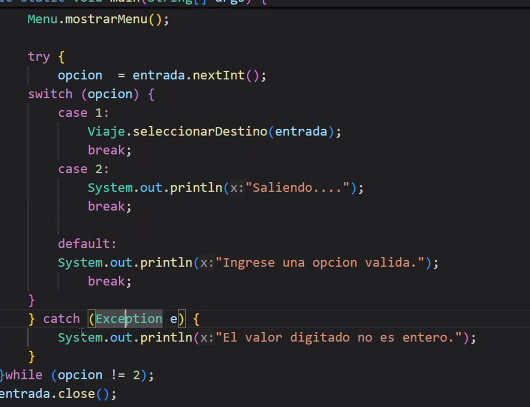 static void main(String[] args) {
Menu.mostrarMenu();
try {
opcion  = entrada.nextInt();
switch (opcion) {
case 1:
Viaje.seleccionarDestino(entrada);
break;
case 2:
System.out.println(x:"Saliendo....");
break;
default:
System.out.println(x:"Ingrese una opcion valida.");
break;
}
} catch (Exception e) {
System.out.println(x:"El valor digitado no es entero.");
}
}while (opcion != 2);
entrada.close();